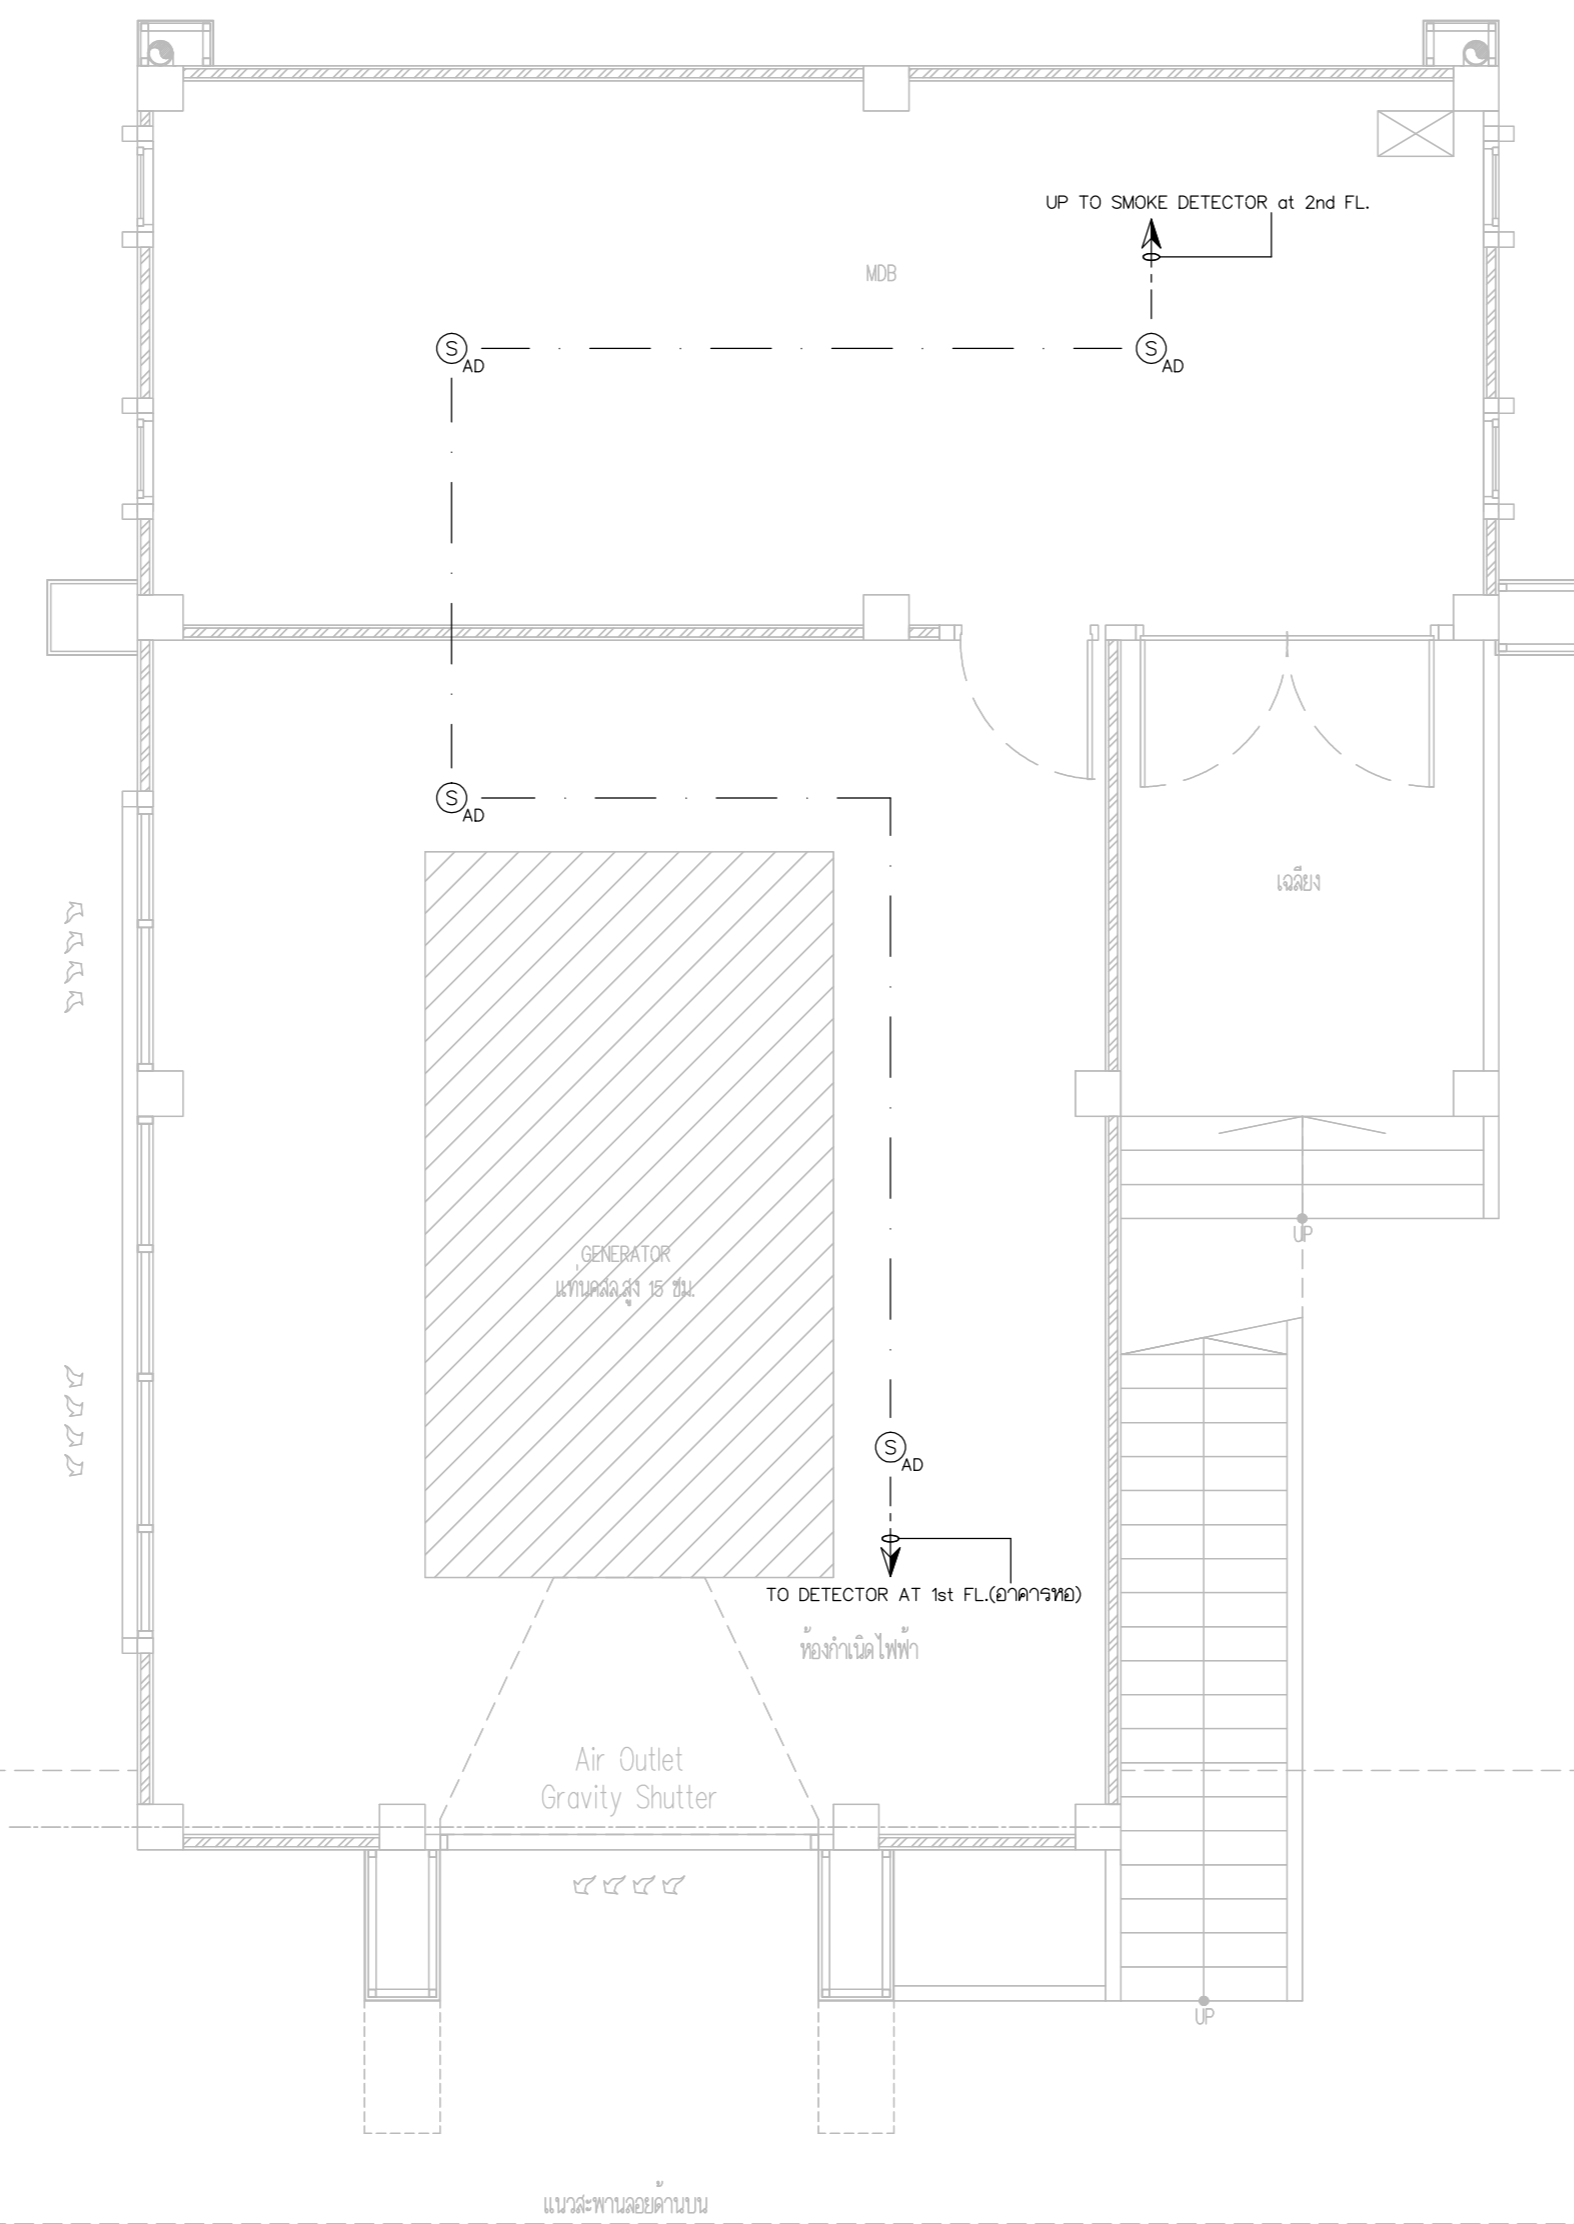 UP TO SMOKE DETECTOR at 2nd FL.
MDB
S AD
S AD
S AD
เฉลียง
UP
GENERATOR
แท่นคสล.สูง 15 ซม.
S AD
TO DETECTOR AT 1st FL.(อาคารหอ)
ห้องกำเนิดไฟฟ้า
Air Outlet
Gravity Shutter
UP
แนวสะพานลอยด้านบน